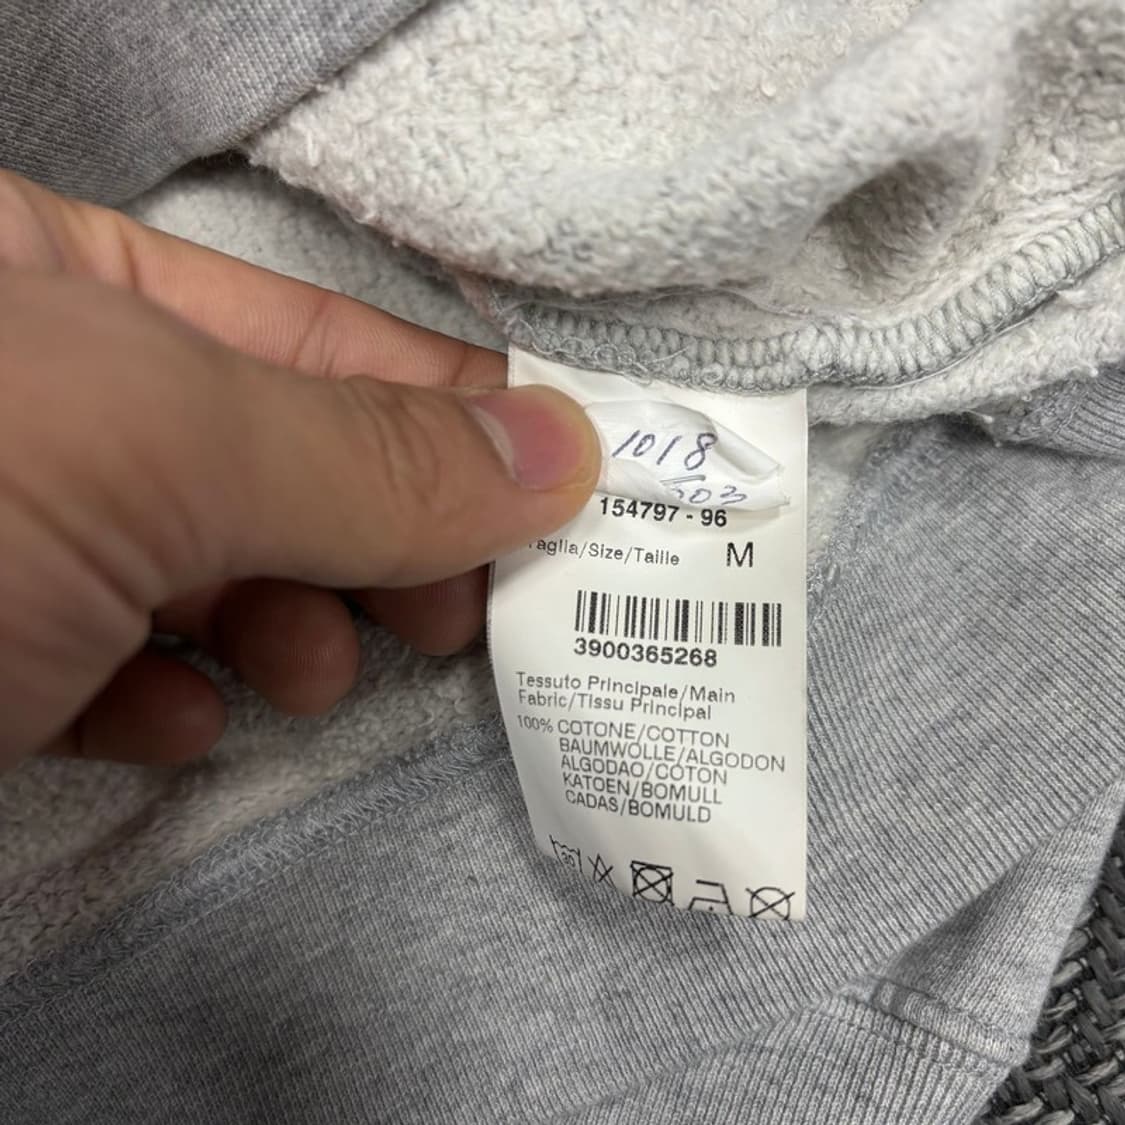 1018
154797 - 96
Taglia/Size/Taille M
3900365268
Tessuto Principale/Main
Fabric/Tissu Principal
100% COTONE/COTTON
BAUMWOLLE/ALGODON
ALGODAO/COTON
KATOEN/BOMULL
CADAS/BOMULD
30